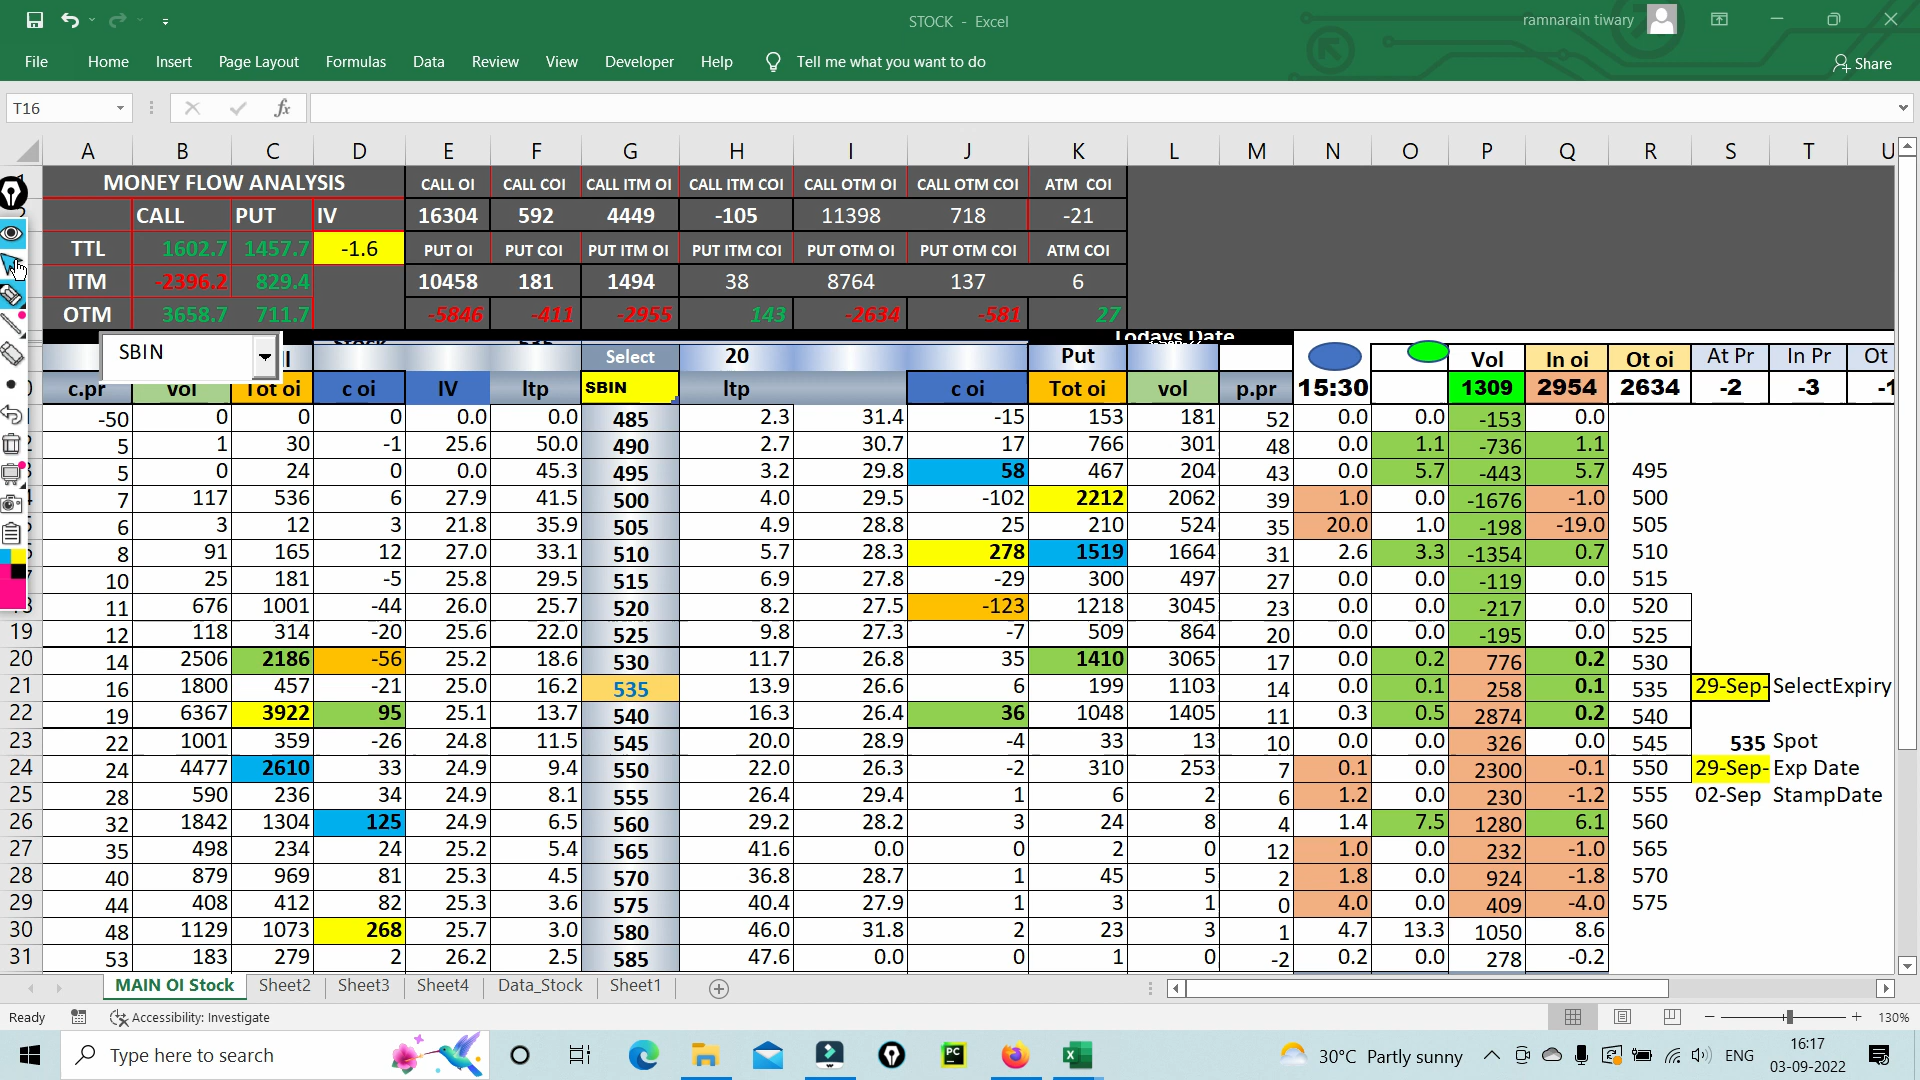 STOCK - Excel
ramnarain tiwary
File Home Insert Page Layout Formulas Data Review View Developer Help Tell me what you want to do Share
T16 fx
A B C D E F G H I J K L M N O P Q R S T U
MONEY FLOW ANALYSIS CALL OI CALL COI CALL ITM OI CALL ITM COI CALL OTM OI CALL OTM COI ATM COI
CALL PUT IV 16304 592 4449 -105 11398 718 -21
TTL 1602.7 1457.7 -1.6 PUT OI PUT COI PUT ITM OI PUT ITM COI PUT OTM OI PUT OTM COI ATM COI
ITM -2396.2 829.4 10458 181 1494 38 8764 137 6
OTM 3658.7 711.7 -5846 -411 -2955 143 -2634 -581 27
Todays Date
SBIN Select 20 Put Vol In oi Ot oi At Pr In Pr Ot
c.pr vol Tot oi c oi IV ltp SBIN ltp c oi Tot oi vol p.pr 15:30 1309 2954 2634 -2 -3 -1
-50 0 0 0 0.0 0.0 485 2.3 31.4 -15 153 181 52 0.0 0.0 -153 0.0
5 1 30 -1 25.6 50.0 490 2.7 30.7 17 766 301 48 0.0 1.1 -736 1.1
5 0 24 0 0.0 45.3 495 3.2 29.8 58 467 204 43 0.0 5.7 -443 5.7 495
7 117 536 6 27.9 41.5 500 4.0 29.5 -102 2212 2062 39 1.0 0.0 -1676 -1.0 500
6 3 12 3 21.8 35.9 505 4.9 28.8 25 210 524 35 20.0 1.0 -198 -19.0 505
8 91 165 12 27.0 33.1 510 5.7 28.3 278 1519 1664 31 2.6 3.3 -1354 0.7 510
10 25 181 -5 25.8 29.5 515 6.9 27.8 -29 300 497 27 0.0 0.0 -119 0.0 515
11 676 1001 -44 26.0 25.7 520 8.2 27.5 -123 1218 3045 23 0.0 0.0 -217 0.0 520
19 12 118 314 -20 25.6 22.0 525 9.8 27.3 -7 509 864 20 0.0 0.0 -195 0.0 525
20 14 2506 2186 -56 25.2 18.6 530 11.7 26.8 35 1410 3065 17 0.0 0.2 776 0.2 530
21 16 1800 457 -21 25.0 16.2 535 13.9 26.6 6 199 1103 14 0.0 0.1 258 0.1 535 29-Sep- SelectExpiry
22 19 6367 3922 95 25.1 13.7 540 16.3 26.4 36 1048 1405 11 0.3 0.5 2874 0.2 540
23 22 1001 359 -26 24.8 11.5 545 20.0 28.9 -4 33 13 10 0.0 0.0 326 0.0 545 535 Spot
24 24 4477 2610 33 24.9 9.4 550 22.0 26.3 -2 310 253 7 0.1 0.0 2300 -0.1 550 29-Sep- Exp Date
25 28 590 236 34 24.9 8.1 555 26.4 29.4 1 6 2 6 1.2 0.0 230 -1.2 555 02-Sep StampDate
26 32 1842 1304 125 24.9 6.5 560 29.2 28.2 3 24 8 4 1.4 7.5 1280 6.1 560
27 35 498 234 24 25.2 5.4 565 41.6 0.0 0 2 0 12 1.0 0.0 232 -1.0 565
28 40 879 969 81 25.3 4.5 570 36.8 28.7 1 45 5 2 1.8 0.0 924 -1.8 570
29 44 408 412 82 25.3 3.6 575 40.4 27.9 1 3 1 0 4.0 0.0 409 -4.0 575
30 48 1129 1073 268 25.7 3.0 580 46.0 31.8 2 23 3 1 4.7 13.3 1050 8.6
31 53 183 279 2 26.2 2.5 585 47.6 0.0 0 1 0 -2 0.2 0.0 278 -0.2
MAIN OI Stock Sheet2 Sheet3 Sheet4 Data_Stock Sheet1
Ready Accessibility: Investigate 130%
Type here to search 30°C Partly sunny ENG 16:17
03-09-2022